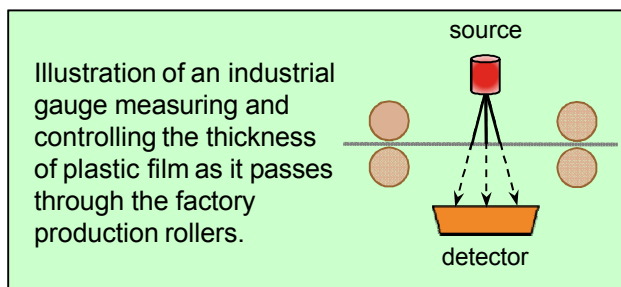 source
Illustration of an industrial
gauge measuring and
controlling the thickness
of plastic film as it passes
through the factory
production rollers.
detector